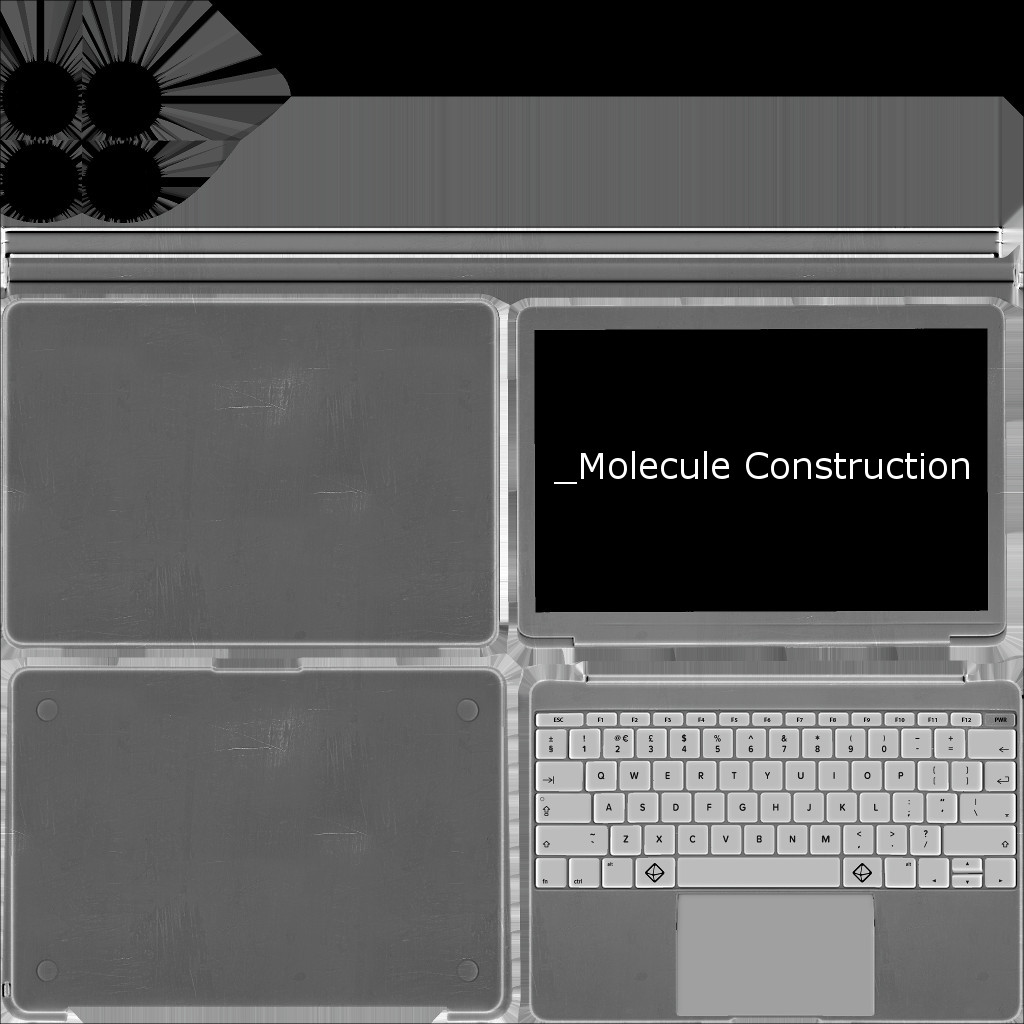 _Molecule Construction
ESC F1 F2 F3 F4 F5 F6 F7 F8 F9 F10 F11 F12 PWR
± ! @€ £ $ % ^ & * ( ) _ +
§ 1 2 3 4 5 6 7 8 9 0 - = ←
→| Q W E R T Y U I O P { }
[ ]
A S D F G H J K L : " |
; ' \
~ Z X C V B N M < > ?
` , . /
alt alt
fn ctrl